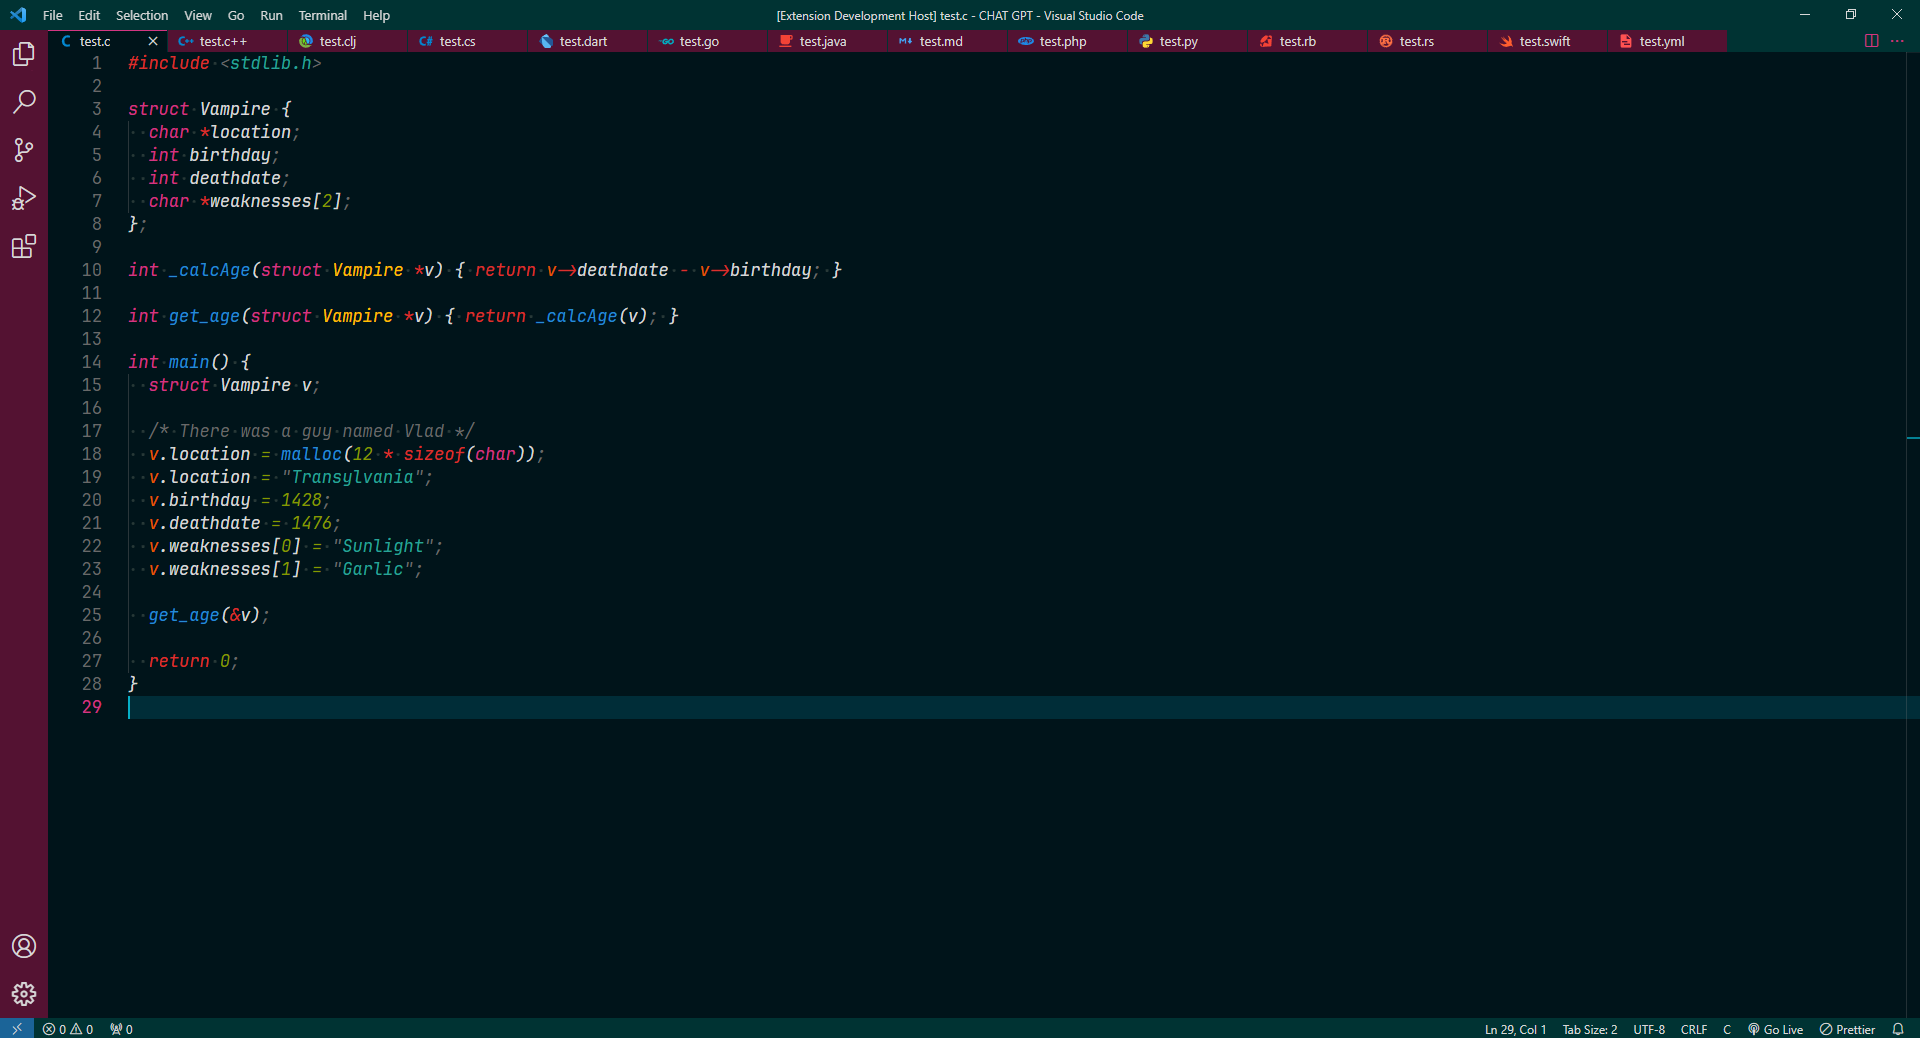 File Edit Selection View Go Run Terminal Help [Extension Development Host] test.c - CHAT GPT - Visual Studio Code
test.c test.c++ test.clj test.cs test.dart test.go test.java test.md test.php test.py test.rb test.rs test.swift test.yml
1 #include <stdlib.h>
2
3 struct Vampire {
4 char *location;
5 int birthday;
6 int deathdate;
7 char *weaknesses[2];
8 };
9
10 int _calcAge(struct Vampire *v) { return v->deathdate - v->birthday; }
11
12 int get_age(struct Vampire *v) { return _calcAge(v); }
13
14 int main() {
15 struct Vampire v;
16
17 /* There was a guy named Vlad */
18 v.location = malloc(12 * sizeof(char));
19 v.location = "Transylvania";
20 v.birthday = 1428;
21 v.deathdate = 1476;
22 v.weaknesses[0] = "Sunlight";
23 v.weaknesses[1] = "Garlic";
24
25 get_age(&v);
26
27 return 0;
28 }
29
0 0 0 Ln 29, Col 1 Tab Size: 2 UTF-8 CRLF C Go Live Prettier